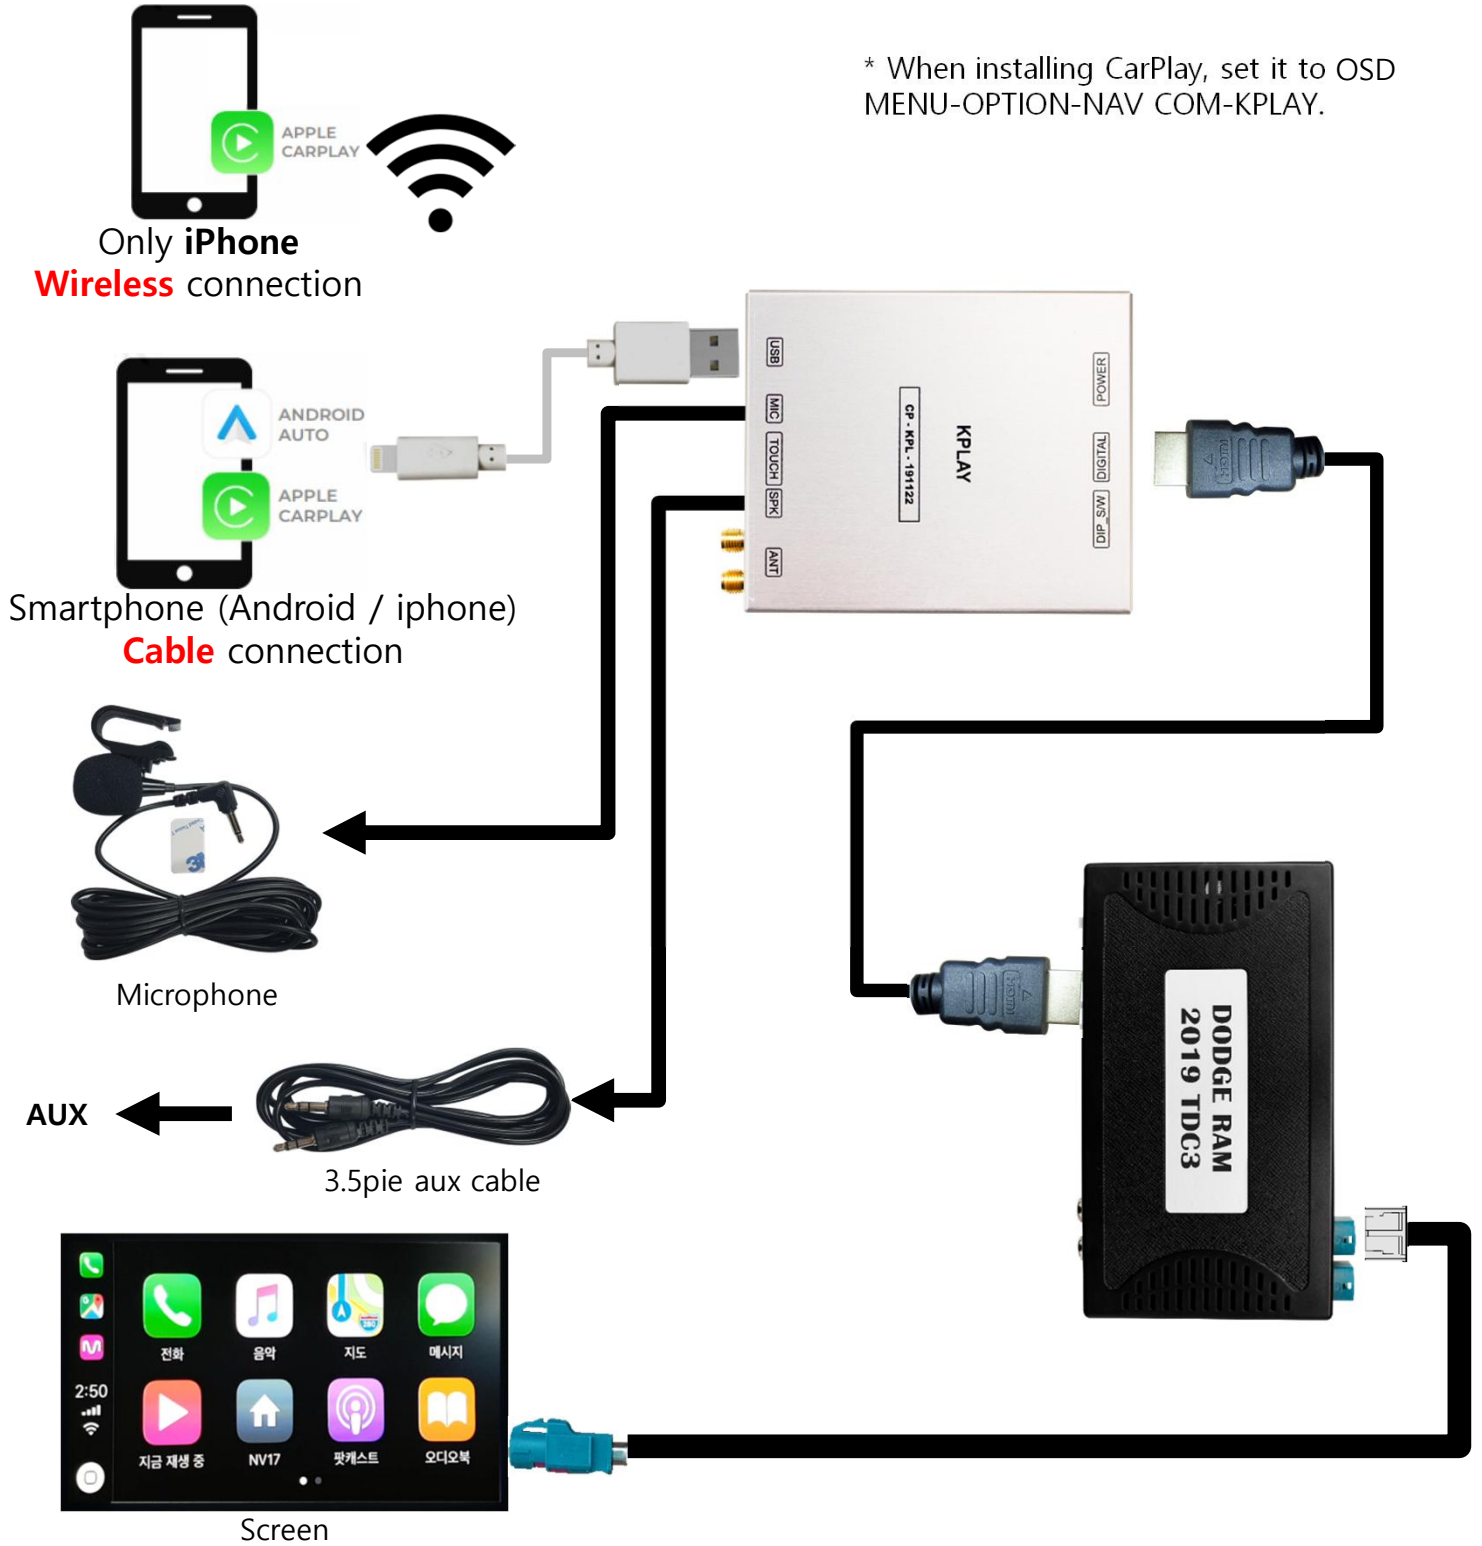 * When installing CarPlay, set it to OSD
MENU-OPTION-NAV COM-KPLAY.
APPLE
CARPLAY
Only iPhone
Wireless connection
ANDROID
AUTO
APPLE
CARPLAY
Smartphone (Android / iphone)
Cable connection
USB
MIC
TOUCH
SPK
ANT
CP - KPL - 191122
KPLAY
POWER
DIGITAL
DIP_S/W
Microphone
AUX
3.5pie aux cable
DODGE RAM
2019 TDC3
전화
음악
지도
메시지
2:50
지금 재생 중
NV17
팟캐스트
오디오북
Screen